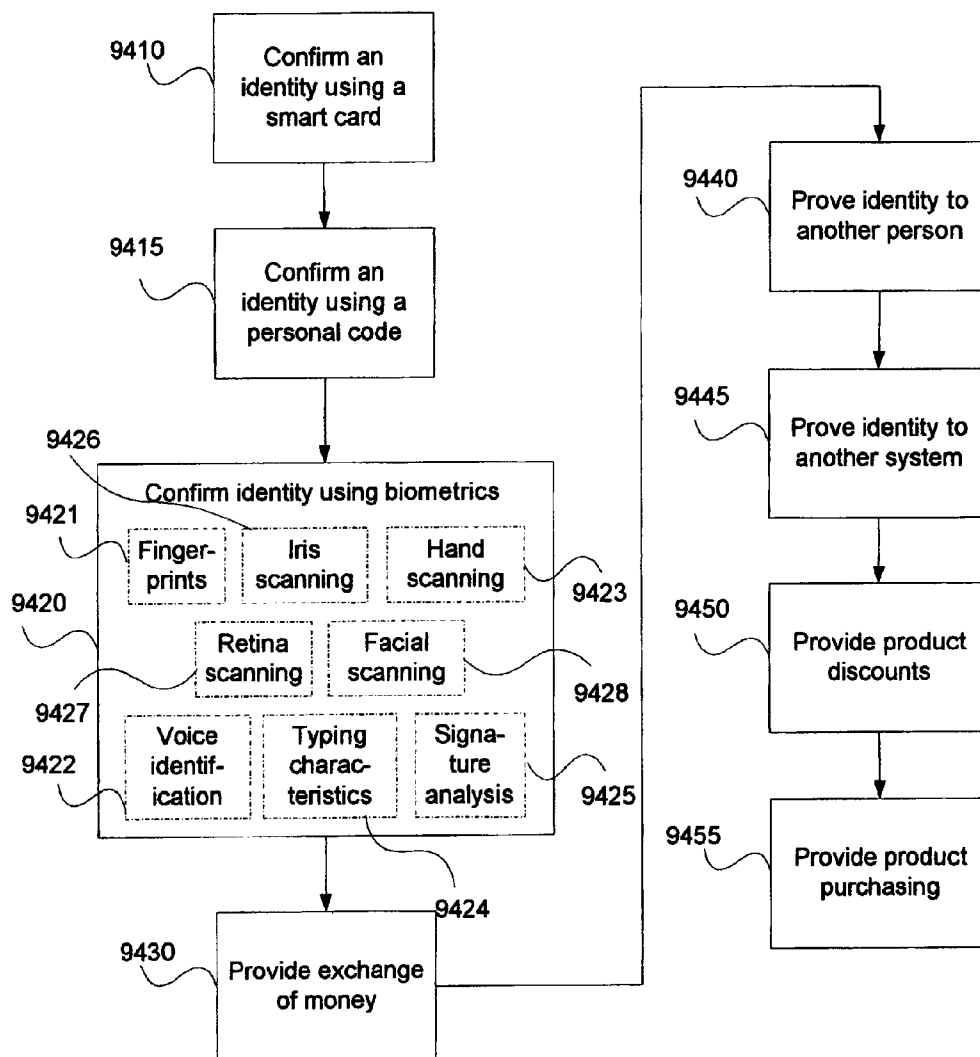 9410
Confirm an
identity using a
smart card
9415
Confirm an
identity using a
personal code
9426
Confirm identity using biometrics
9421
Finger-
prints
Iris
scanning
Hand
scanning
9423
9420
Retina
scanning
Facial
scanning
9427
9428
9422
Voice
identif-
ication
Typing
charac-
teristics
Signa-
ture
analysis
9425
9424
9430
Provide exchange
of money
9440
Prove identity to
another person
9445
Prove identity to
another system
9450
Provide product
discounts
9455
Provide product
purchasing